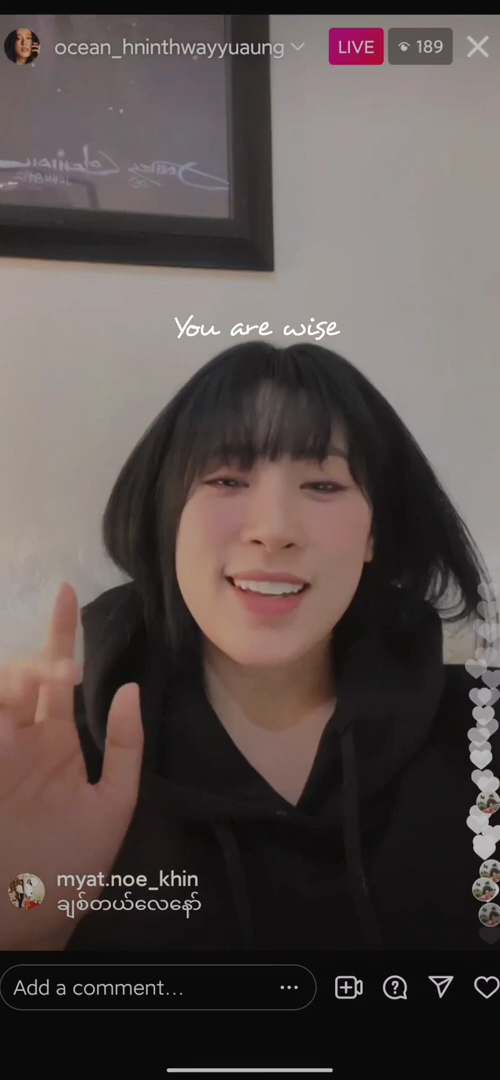 ocean_hninthwayyuaung
LIVE
189
You are wise
myat.noe_khin
ချစ်တယ်လေနော်
Add a comment…